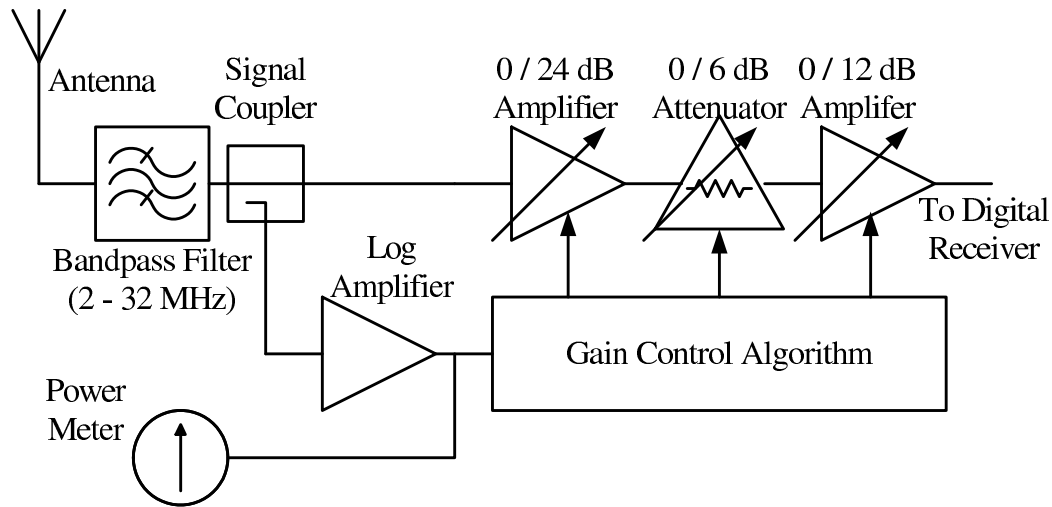 Antenna
Signal
Coupler
0 / 24 dB
Amplifier
0 / 6 dB
Attenuator
0 / 12 dB
Amplifer
To Digital
Receiver
Bandpass Filter
(2 - 32 MHz)
Log
Amplifier
Gain Control Algorithm
Power
Meter